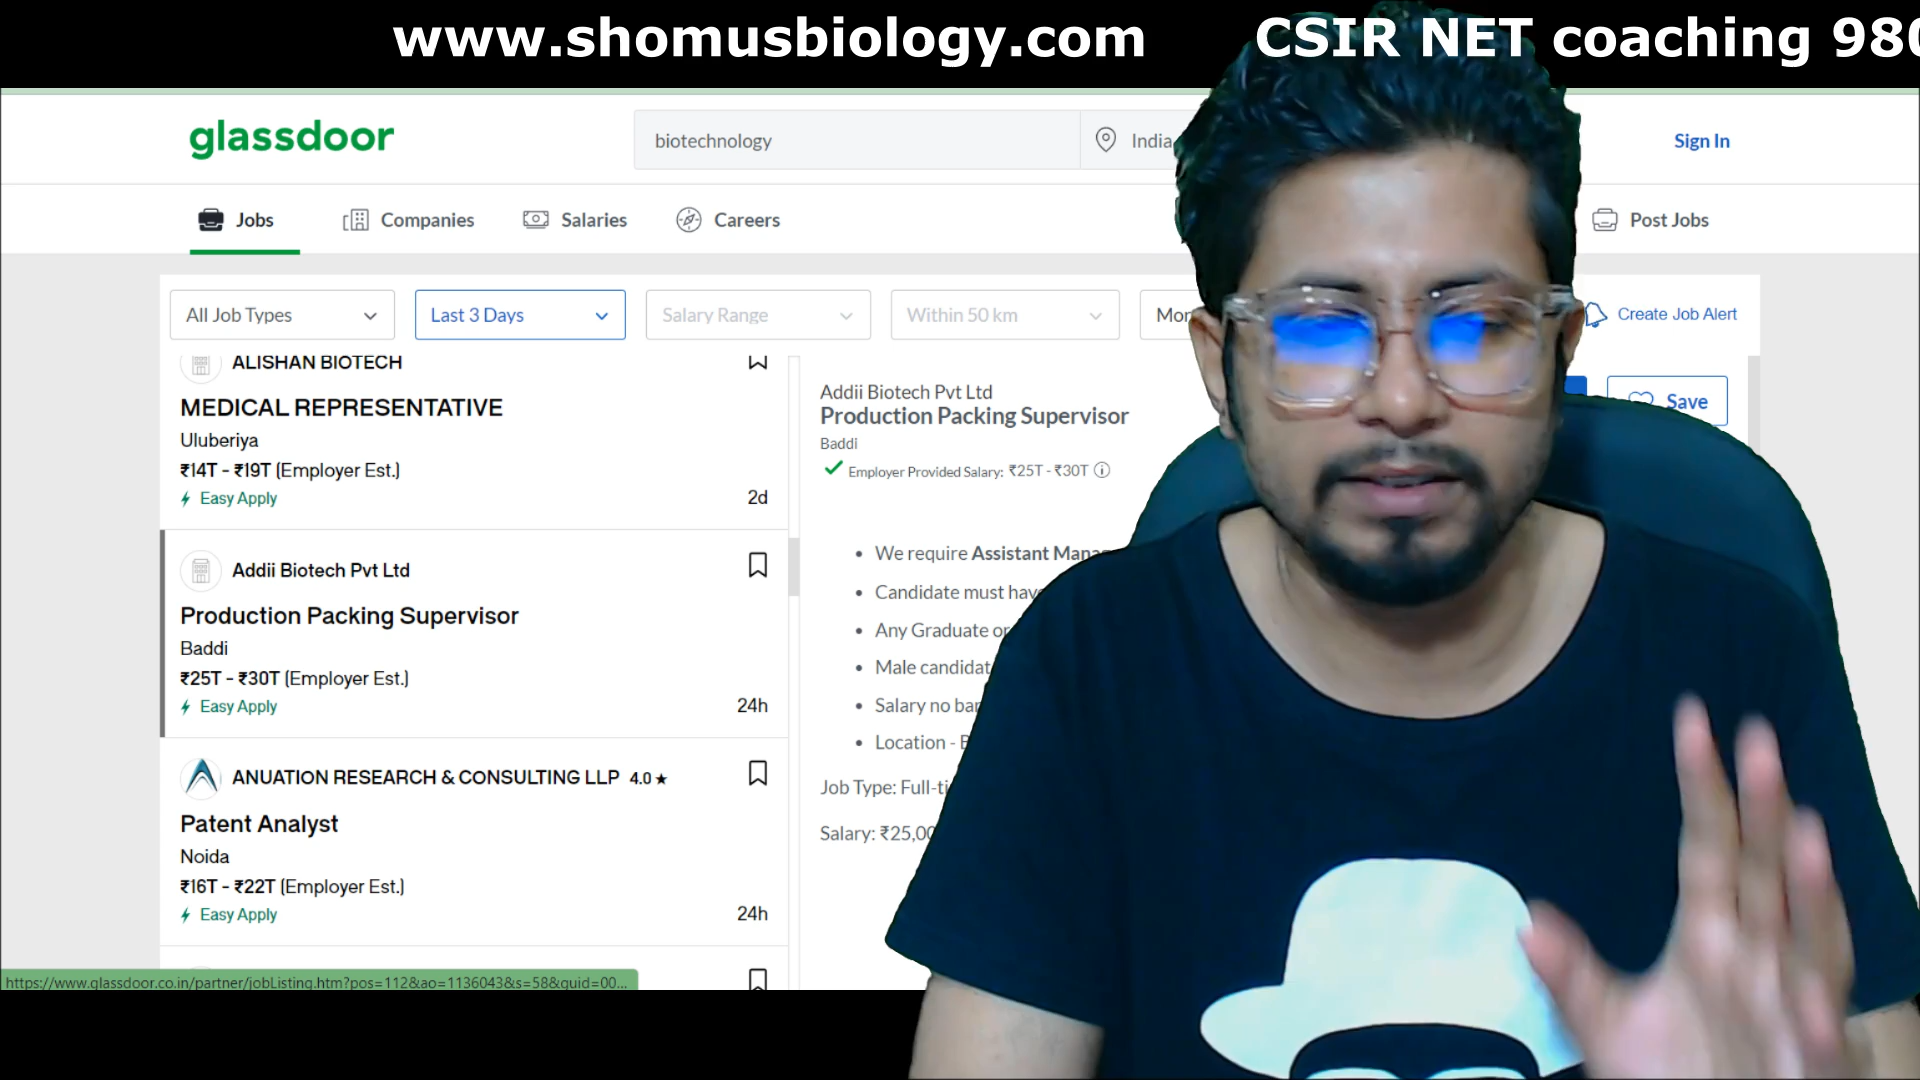 www.shomusbiology.com CSIR NET coaching 980
glassdoor
biotechnology
India
Sign In
Jobs
Companies
Salaries
Careers
Post Jobs
All Job Types
Last 3 Days
Salary Range
Within 50 km
Create Job Alert
ALISHAN BIOTECH
MEDICAL REPRESENTATIVE
Uluberiya
₹14T - ₹19T (Employer Est.)
Easy Apply
2d
Addii Biotech Pvt Ltd
Production Packing Supervisor
Baddi
₹25T - ₹30T (Employer Est.)
Easy Apply
24h
ANUATION RESEARCH & CONSULTING LLP 4.0 ★
Patent Analyst
Noida
₹16T - ₹22T (Employer Est.)
Easy Apply
24h
Addii Biotech Pvt Ltd
Production Packing Supervisor
Baddi
Employer Provided Salary: ₹25T - ₹30T
Save
We require Assistant
Candidate must
Any Graduate
Male
Salary no
Location -
Job Type:
Salary:
https://www.glassdoor.co.in/partner/jobListing.htm?pos=112&ao=1136043&s=58&guid=00...